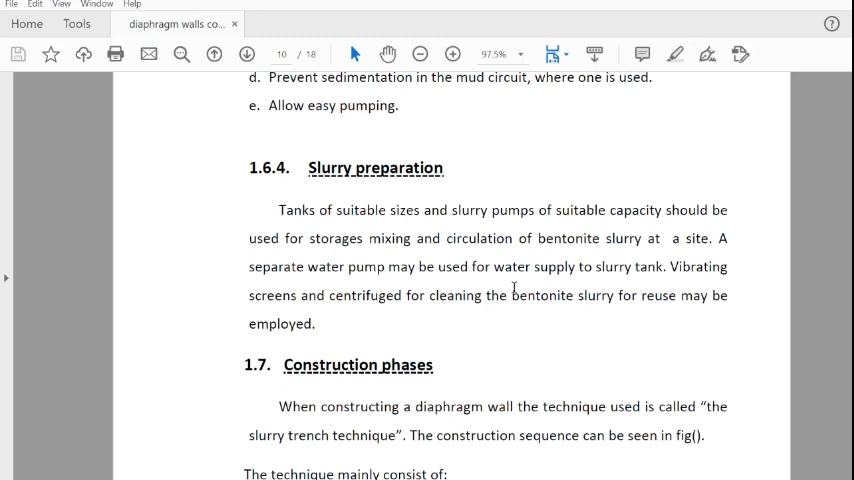 File Edit View Window Help
Home Tools diaphragm walls co... ×
10 / 18 97.5%
d. Prevent sedimentation in the mud circuit, where one is used.
e. Allow easy pumping.
1.6.4. Slurry preparation
Tanks of suitable sizes and slurry pumps of suitable capacity should be
used for storages mixing and circulation of bentonite slurry at a site. A
separate water pump may be used for water supply to slurry tank. Vibrating
screens and centrifuged for cleaning the bentonite slurry for reuse may be
employed.
1.7. Construction phases
When constructing a diaphragm wall the technique used is called “the
slurry trench technique”. The construction sequence can be seen in fig().
The technique mainly consist of: